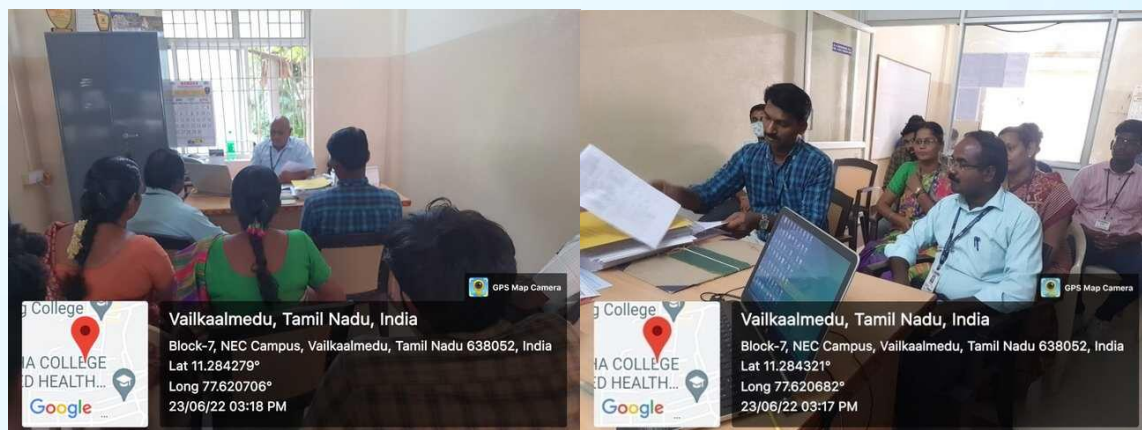 GPS Map Camera
g College
HA COLLEGE
ED HEALTH...
Google
Vailkaalmedu, Tamil Nadu, India
Block-7, NEC Campus, Vailkaalmedu, Tamil Nadu 638052, India
Lat 11.284279°
Long 77.620706°
23/06/22 03:18 PM
GPS Map Camera
g College
HA COLLEGE
ED HEALTH...
Google
Vailkaalmedu, Tamil Nadu, India
Block-7, NEC Campus, Vailkaalmedu, Tamil Nadu 638052, India
Lat 11.284321°
Long 77.620682°
23/06/22 03:17 PM